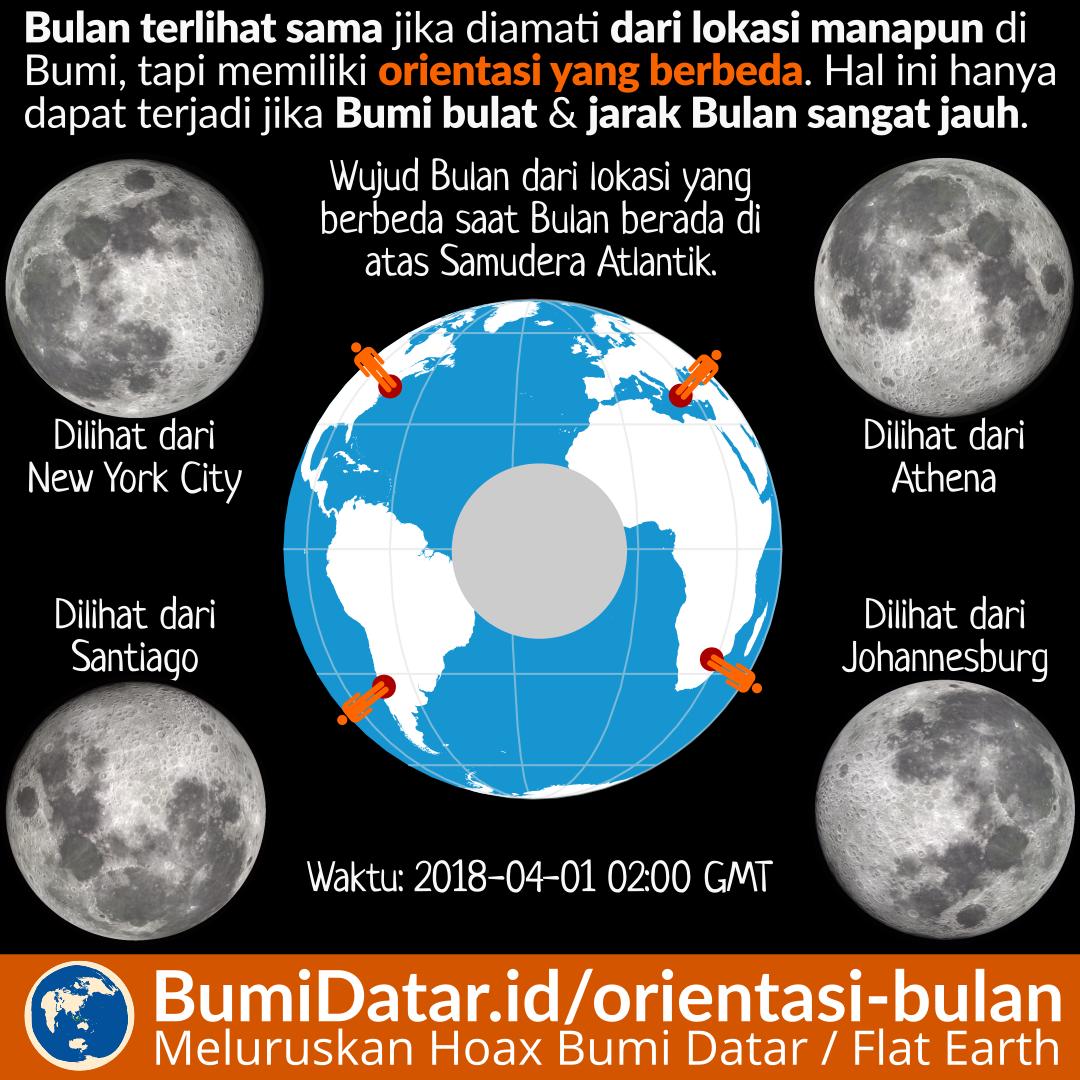 Bulan terlihat sama jika diamati dari lokasi manapun di
Bumi, tapi memiliki orientasi yang berbeda. Hal ini hanya
dapat terjadi jika Bumi bulat & jarak Bulan sangat jauh.
Wujud Bulan dari lokasi yang
berbeda saat Bulan berada di
atas Samudera Atlantik.
Dilihat dari
New York City
Dilihat dari
Athena
Dilihat dari
Santiago
Dilihat dari
Johannesburg
Waktu: 2018-04-01 02:00 GMT
BumiDatar.id/orientasi-bulan
Meluruskan Hoax Bumi Datar / Flat Earth